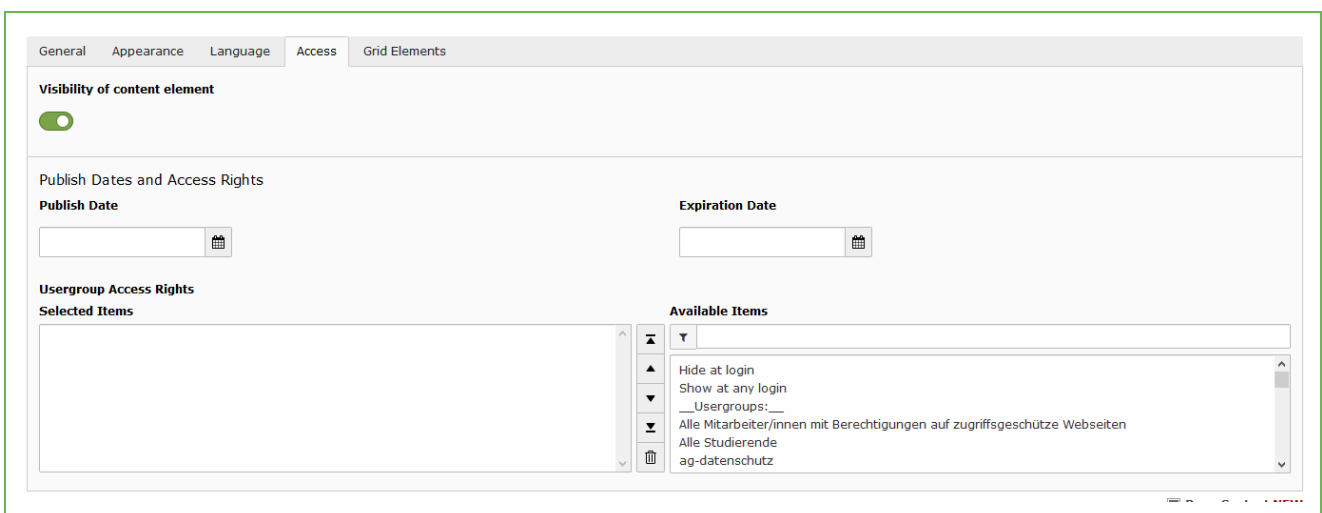 General Appearance Language Access Grid Elements
Visibility of content element
Publish Dates and Access Rights
Publish Date Expiration Date
Usergroup Access Rights
Selected Items Available Items
Hide at login
Show at any login
__Usergroups:__
Alle Mitarbeiter/innen mit Berechtigungen auf zugriffsgeschütze Webseiten
Alle Studierende
ag-datenschutz